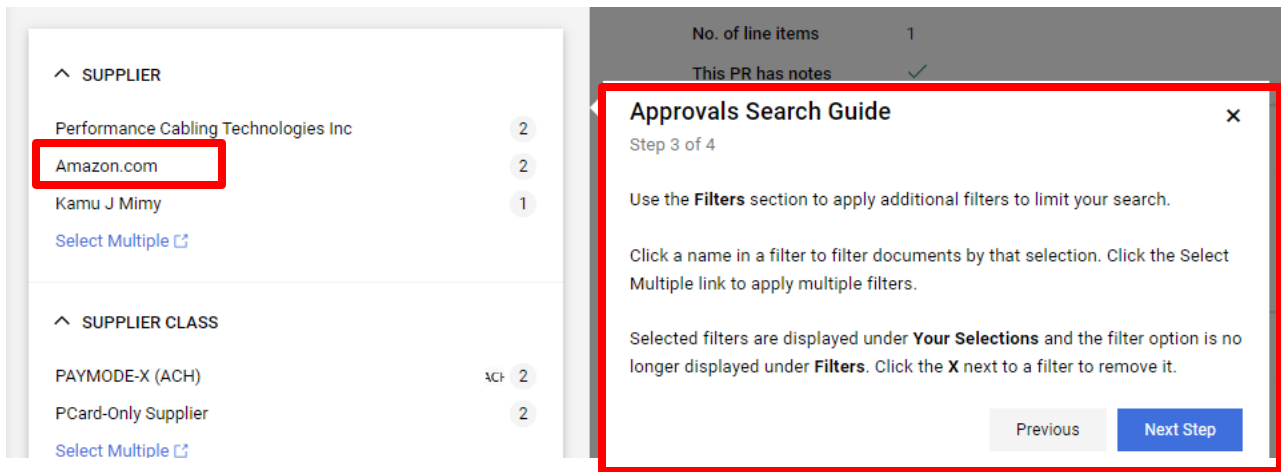 SUPPLIER
Performance Cabling Technologies Inc 2
Amazon.com 2
Kamu J Mimy 1
Select Multiple
SUPPLIER CLASS
PAYMODE-X (ACH) 2
PCard-Only Supplier 2
Select Multiple
No. of line items 1
This PR has notes
Approvals Search Guide
Step 3 of 4
Use the Filters section to apply additional filters to limit your search.
Click a name in a filter to filter documents by that selection. Click the Select
Multiple link to apply multiple filters.
Selected filters are displayed under Your Selections and the filter option is no
longer displayed under Filters. Click the X next to a filter to remove it.
Previous Next Step